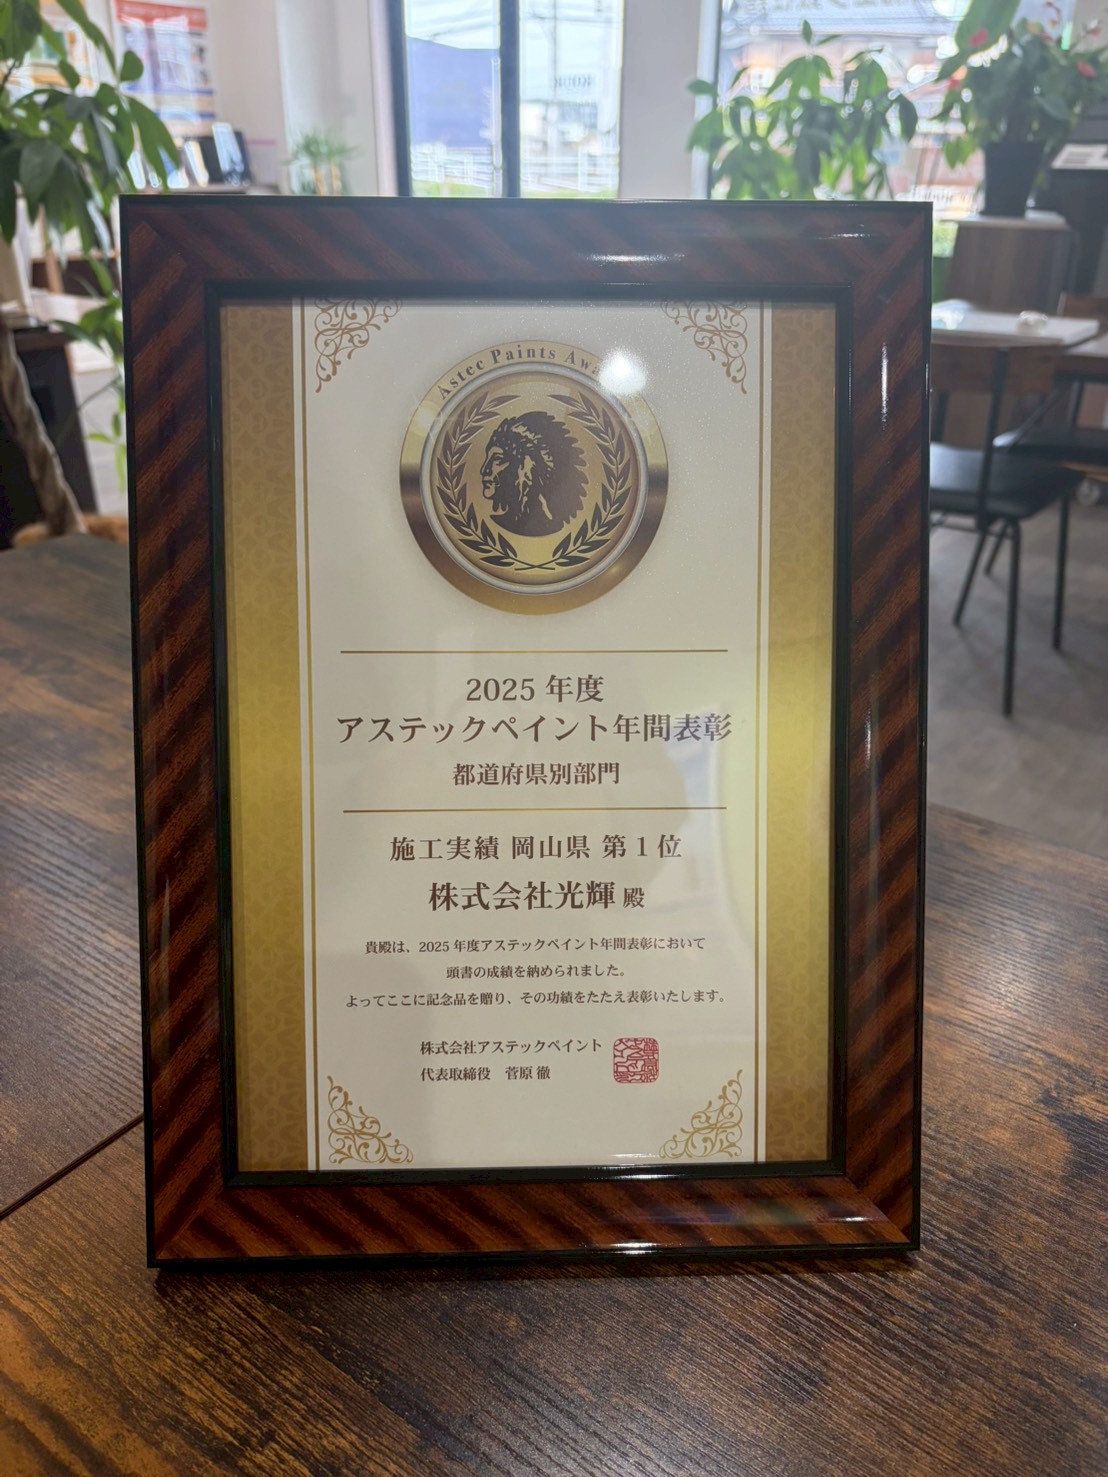 Astec Paints Awa
2025 年度
アステックペイント年間表彰
都道府県別部門
施工実績 岡山県 第1位
株式会社光輝 殿
貴殿は、2025 年度アステックペイント年間表彰において
頭書の成績を納められました。
よってここに記念品を贈り、その功績をたたえ表彰いたします。
株式会社アステックペイント
代表取締役 菅原 徹